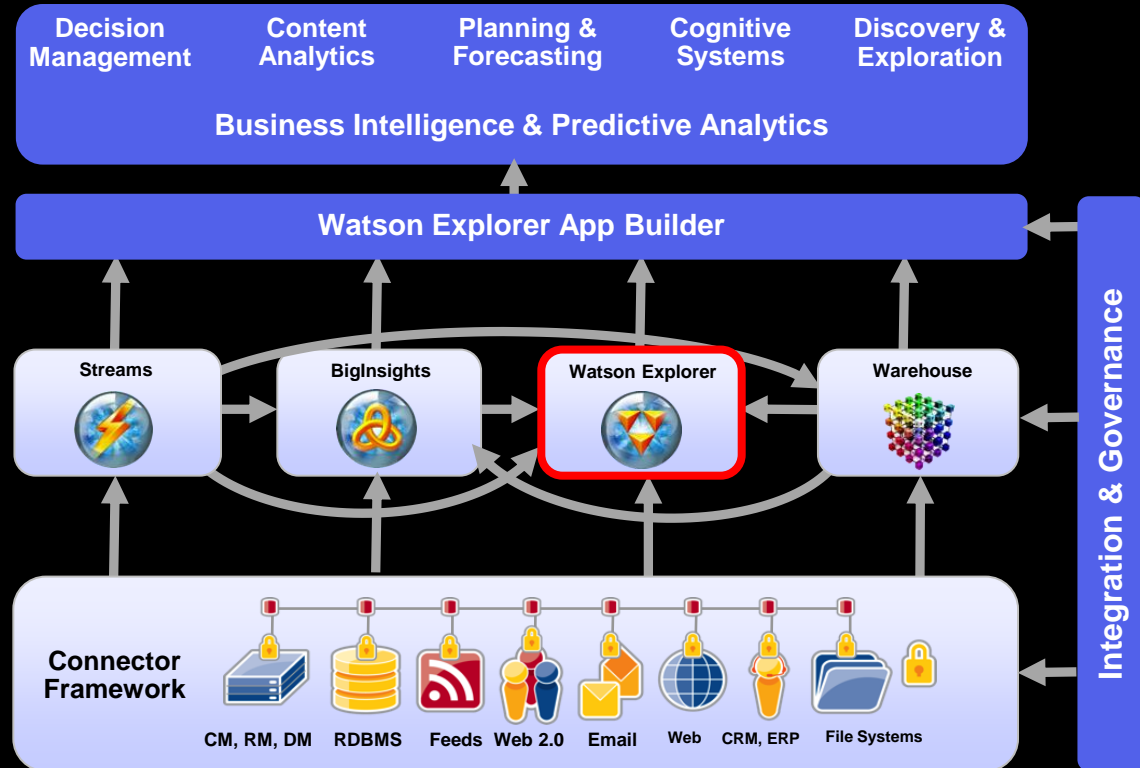 Decision
Management
Content
Analytics
Planning &
Forecasting
Cognitive
Systems
Discovery &
Exploration
Business Intelligence & Predictive Analytics
Watson Explorer App Builder
Streams
BigInsights
Watson Explorer
Warehouse
Integration & Governance
Connector
Framework
CM, RM, DM
RDBMS
Feeds
Web 2.0
Email
Web
CRM, ERP
File Systems